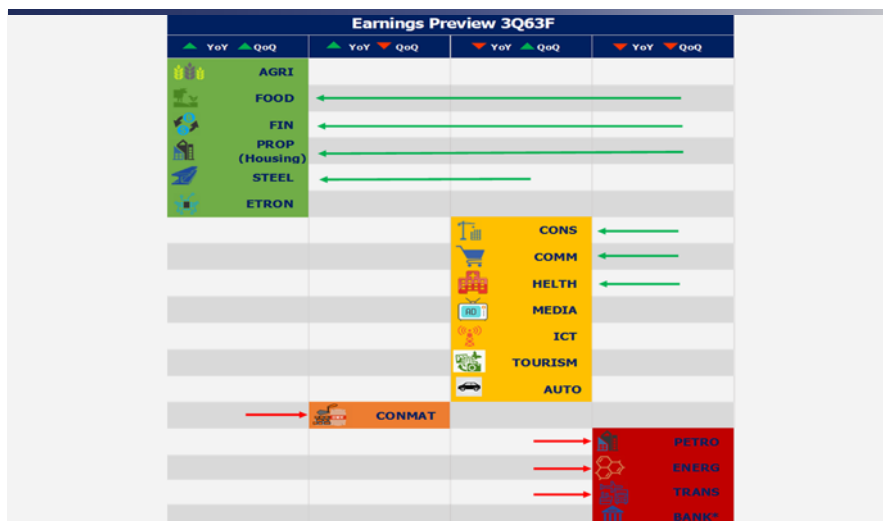 Earnings Preview 3Q63F
YoY QoQ YoY QoQ YoY QoQ YoY QoQ
AGRI
FOOD
FIN
PROP
(Housing)
STEEL
ETRON
CONS
COMM
HELTH
AD
MEDIA
ICT
TOURISM
AUTO
CONMAT
PETRO
ENERG
TRANS
BANK*